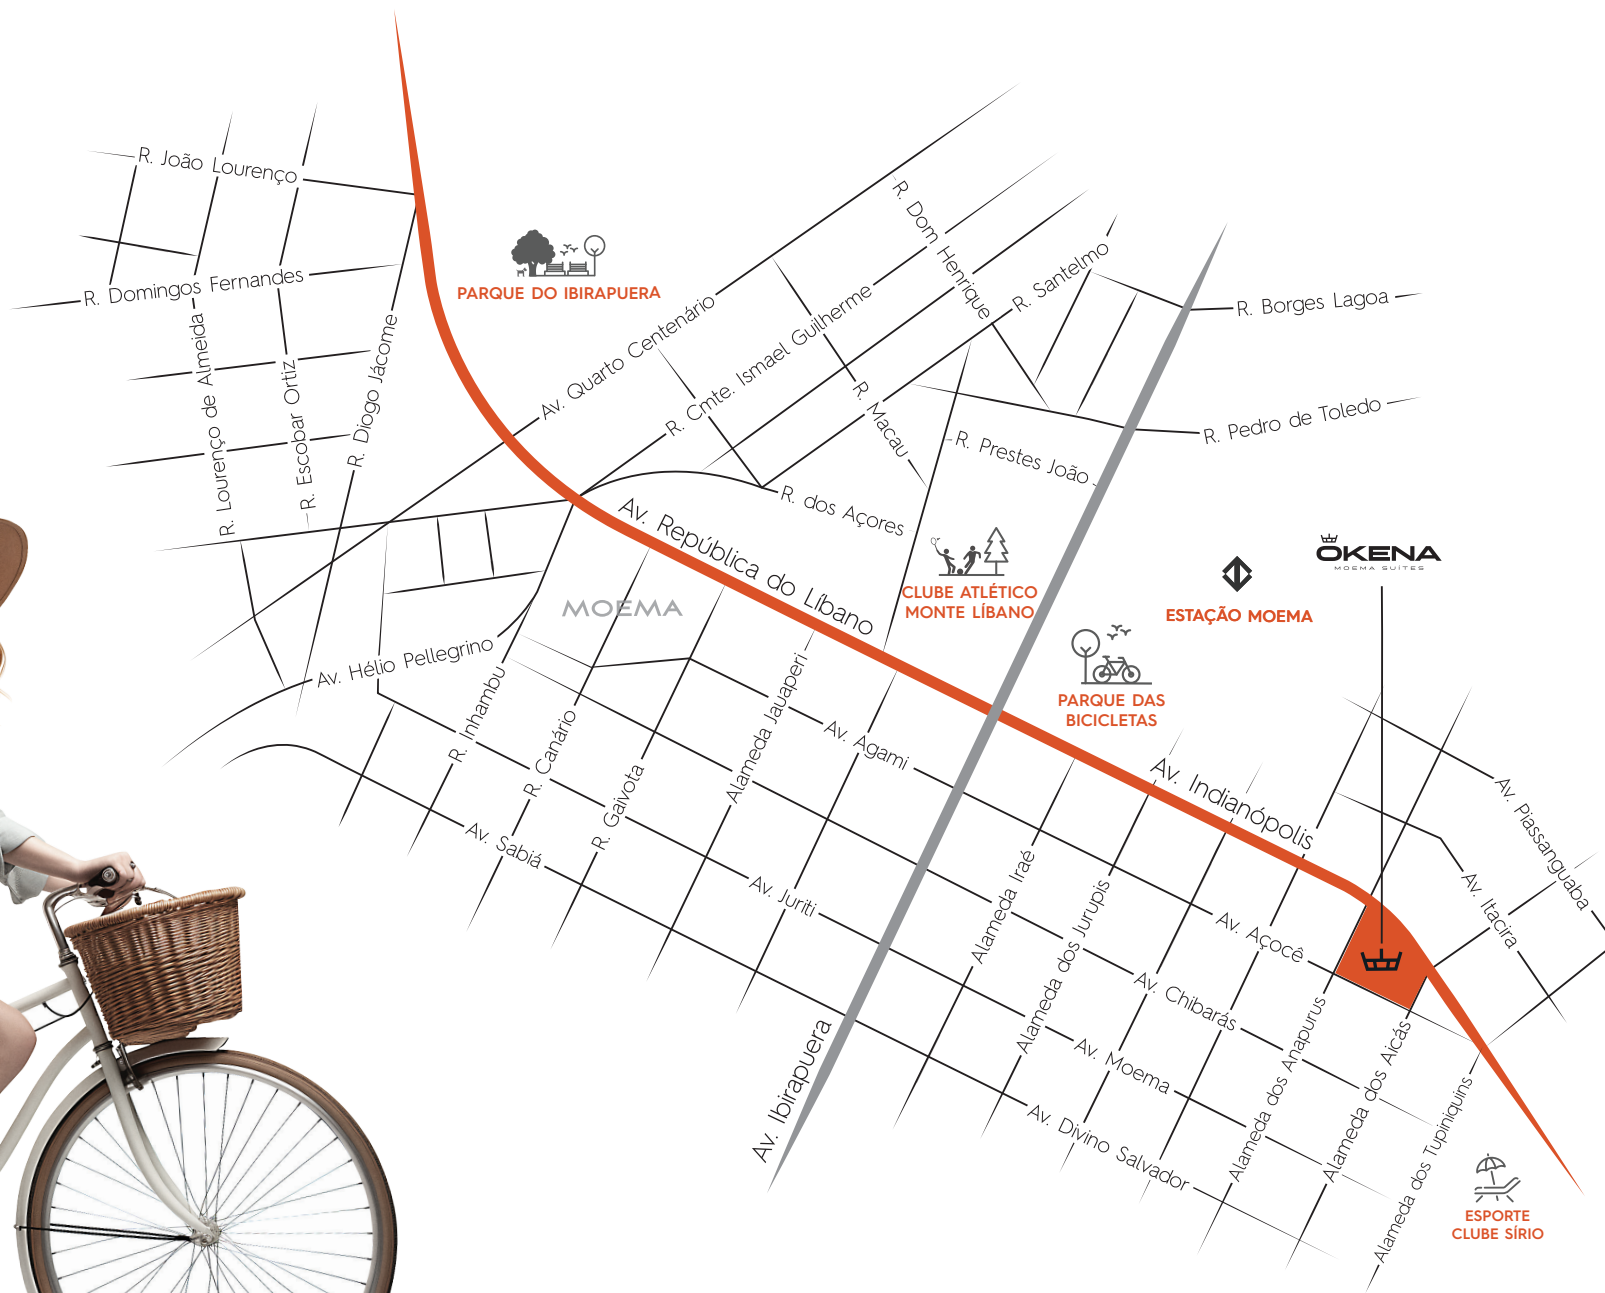 R. João Lourenço
R. Domingos Fernandes
R. Lourenço de Almeida
R. Escobar Ortiz
R. Diogo Jácome
PARQUE DO IBIRAPUERA
Av. Quarto Centenário
R. Cmte. Ismael Guilherme
R. Dom Henrique
R. Santelmo
R. Macau
R. Borges Lagoa
R. Pedro de Toledo
R. Prestes João
R. dos Açores
Av. República do Líbano
CLUBE ATLÉTICO
MONTE LÍBANO
ESTAÇÃO MOEMA
ŌKENA
MOEMA SUÍTES
MOEMA
Av. Hélio Pellegrino
R. Inhambu
R. Canário
R. Gaivota
Alameda Jauaperi
Av. Agami
PARQUE DAS
BICICLETAS
Av. Indianópolis
Av. Piassanguaba
Av. Itacira
Av. Sabiá
Av. Juriti
Alameda Iraé
Alameda dos Jurupis
Av. Açocê
Av. Chibarás
Av. Moema
Av. Divino Salvador
Av. Ibirapuera
Alameda dos Anapurus
Alameda dos Aicás
Alameda dos Tupiniquins
ESPORTE
CLUBE SÍRIO